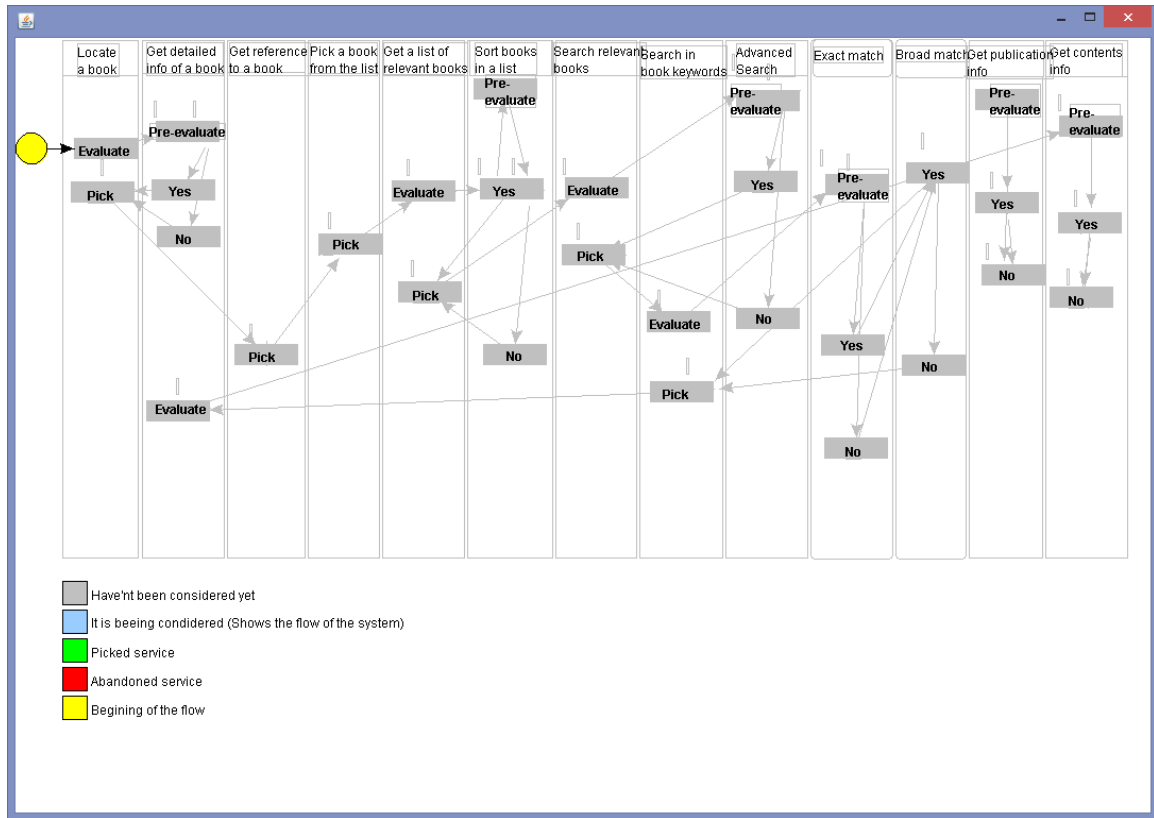 Locate
a book
Get detailed
info of a book
Get reference
to a book
Pick a book
from the list
Get a list of
relevant books
Sort books
in a list
Search relevant
books
Search in
book keywords
Advanced
Search
Exact match
Broad match
Get publication
info
Get contents
info
Pre-
evaluate
Pre-
evaluate
Pre-
evaluate
Pre-
evaluate
Pre-evaluate
Evaluate
Pick
Yes
No
Evaluate
Yes
Evaluate
Yes
Pre-
evaluate
Yes
Yes
Yes
Pick
Pick
Pick
No
No
Pick
Evaluate
No
Yes
Pick
No
No
Evaluate
Pick
No
Have'nt been considered yet
It is beeing condidered (Shows the flow of the system)
Picked service
Abandoned service
Begining of the flow